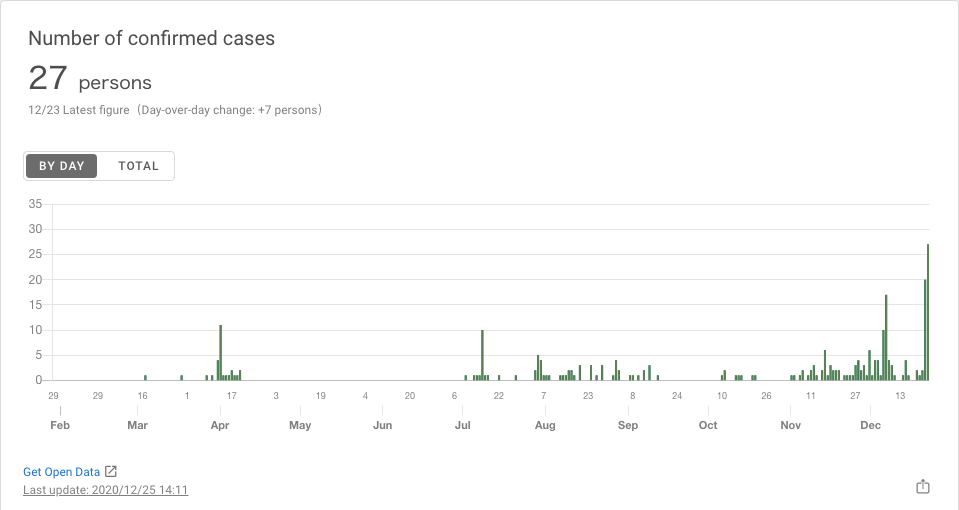 Number of confirmed cases
27 persons
12/23 Latest figure（Day-over-day change: +7 persons）
BY DAY TOTAL
35
30
25
20
15
10
5
0
29 29 16 1 17 3 19 4 20 6 22 7 23 8 24 10 26 11 27 13
Feb Mar Apr May Jun Jul Aug Sep Oct Nov Dec
Get Open Data
Last update: 2020/12/25 14:11